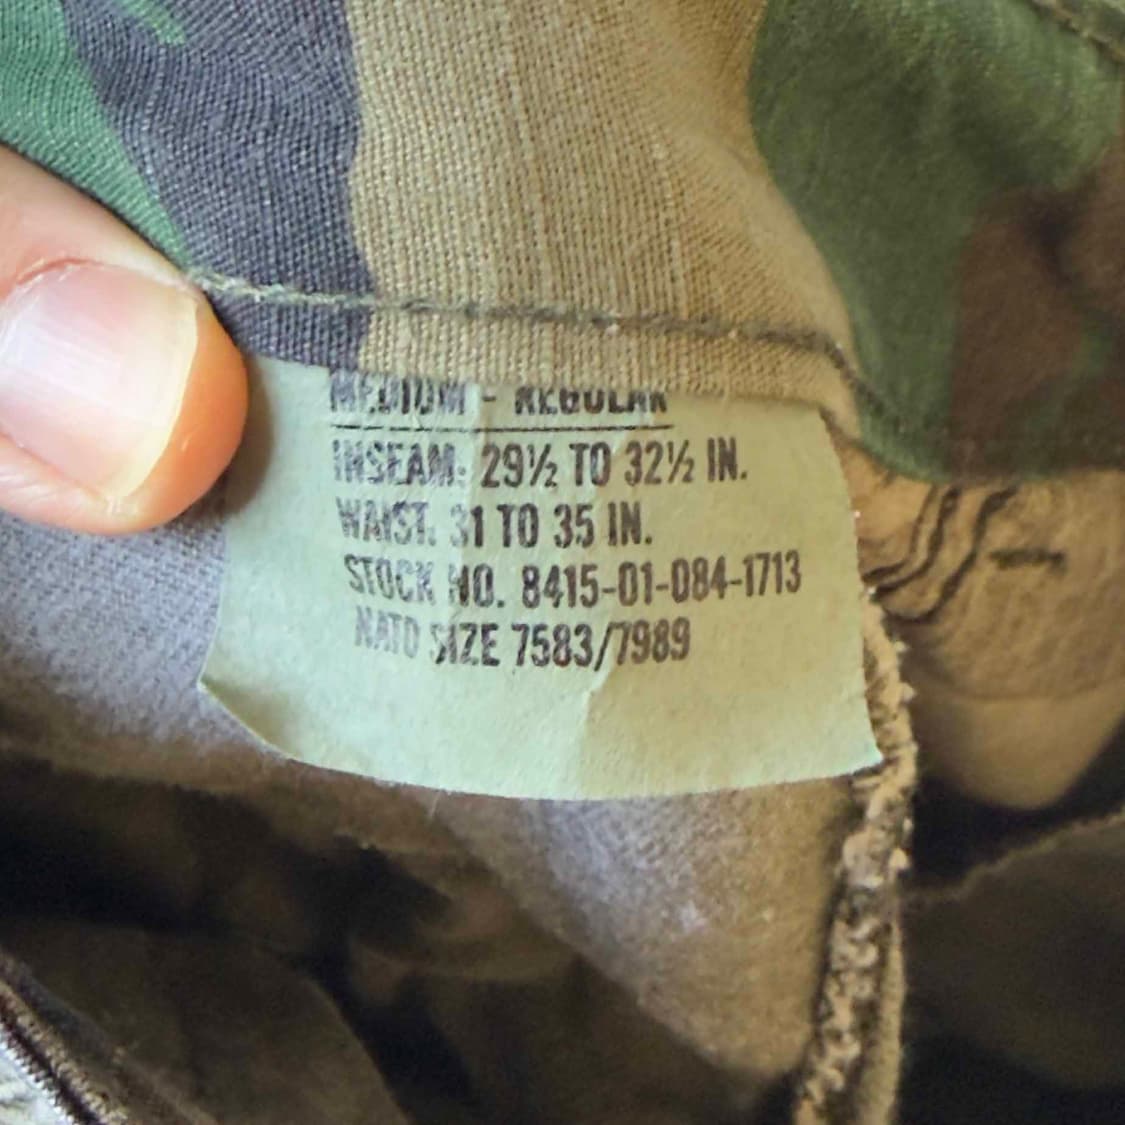 MEDIUM - REGULAR
INSEAM: 29½ TO 32½ IN.
WAIST: 31 TO 35 IN.
STOCK NO. 8415-01-084-1713
NATO SIZE 7583/7989